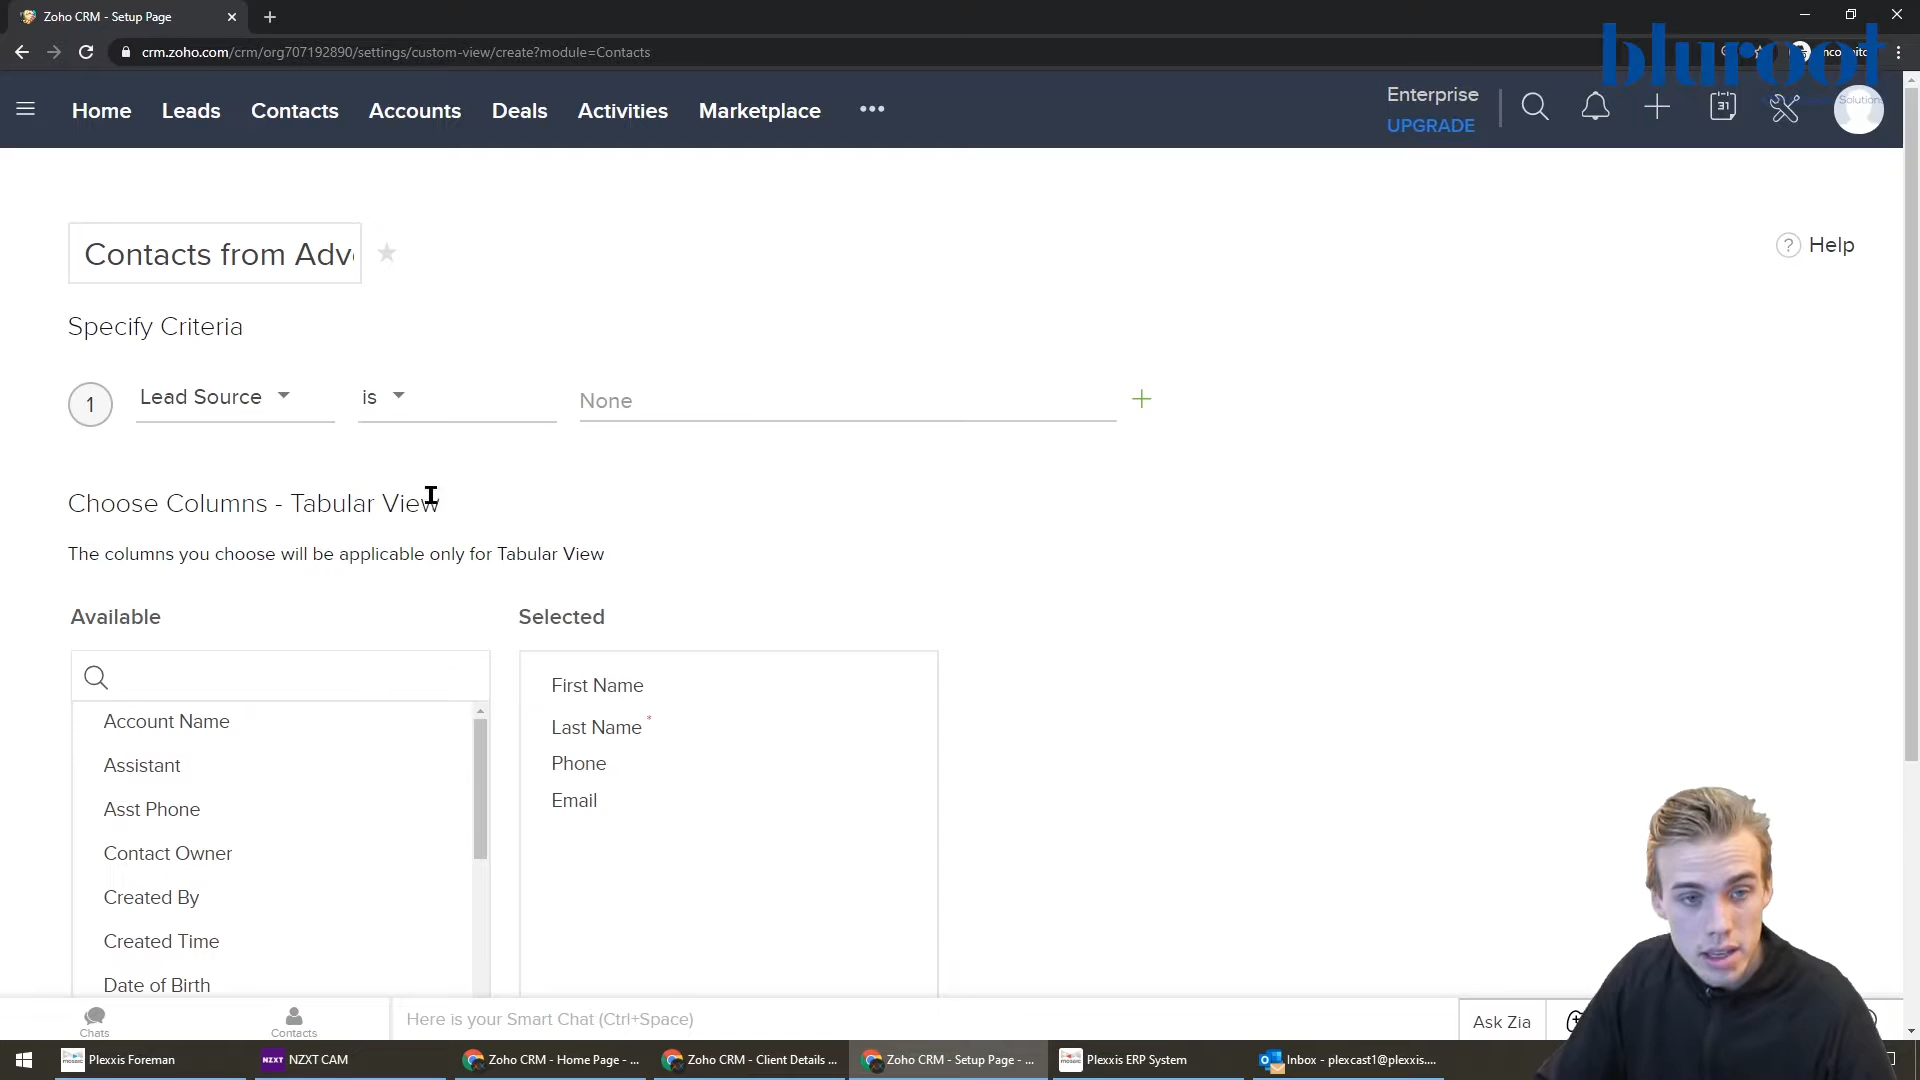 Zoho CRM - Setup Page
crm.zoho.com/crm/org707192890/settings/custom-view/create?module=Contacts
bluroot
Solutions
Home Leads Contacts Accounts Deals Activities Marketplace •••
Enterprise
UPGRADE
31
Contacts from Adv
? Help
Specify Criteria
1 Lead Source is None
Choose Columns - Tabular View
The columns you choose will be applicable only for Tabular View
Available
Selected
Account Name
Assistant
Asst Phone
Contact Owner
Created By
Created Time
Date of Birth
First Name
Last Name *
Phone
Email
Chats
Contacts
Here is your Smart Chat (Ctrl+Space)
Ask Zia
Plexxis Foreman
NZXT NZXT CAM
Zoho CRM - Home Page - ...
Zoho CRM - Client Details ...
Zoho CRM - Setup Page - ...
Plexxis ERP System
Inbox - plexcast1@plexxis....